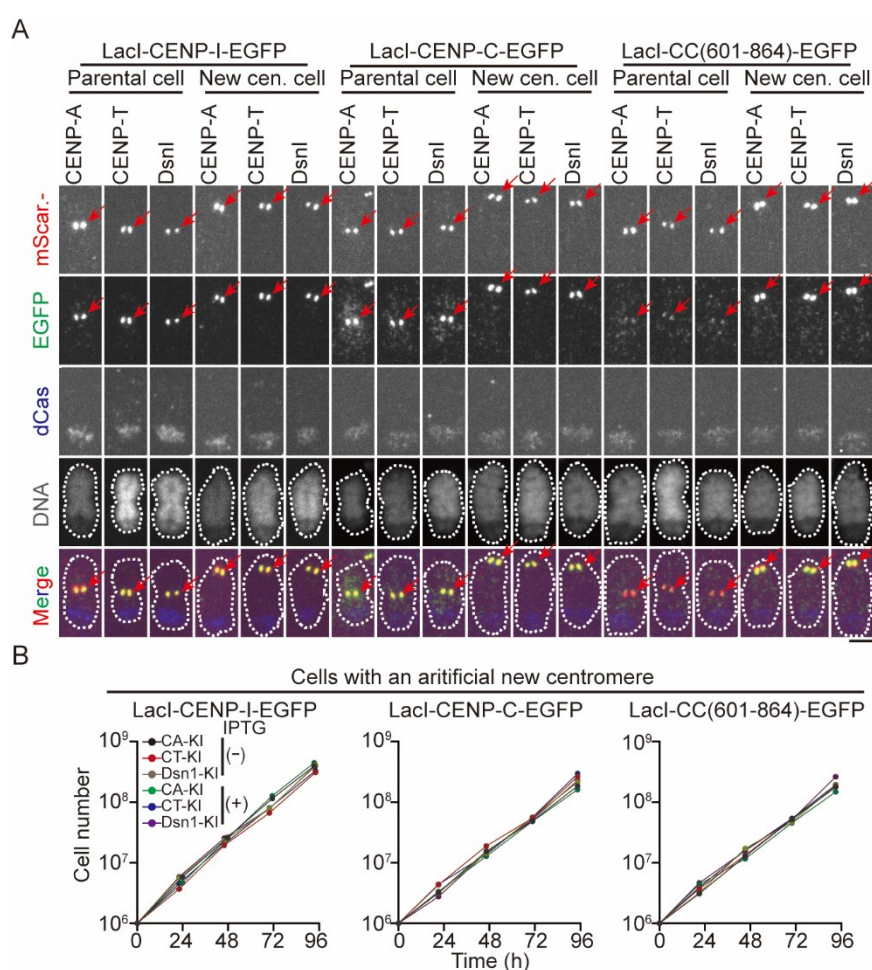 A
LacI-CENP-I-EGFP LacI-CENP-C-EGFP LacI-CC(601-864)-EGFP
Parental cell New cen. cell Parental cell New cen. cell Parental cell New cen. cell
CENP-A CENP-T DsnI CENP-A CENP-T DsnI CENP-A CENP-T DsnI CENP-A CENP-T DsnI CENP-A CENP-T DsnI CENP-A CENP-T DsnI
mScar.-
EGFP
dCas
DNA
Merge
B
Cells with an aritificial new centromere
LacI-CENP-I-EGFP LacI-CENP-C-EGFP LacI-CC(601-864)-EGFP
IPTG
CA-KI
CT-KI (−)
Dsn1-KI
CA-KI
CT-KI (+)
Dsn1-KI
Cell number
10⁹ 10⁹ 10⁹
10⁸ 10⁸ 10⁸
10⁷ 10⁷ 10⁷
10⁶ 10⁶ 10⁶
0 24 48 72 96 0 24 48 72 96 0 24 48 72 96
Time (h)